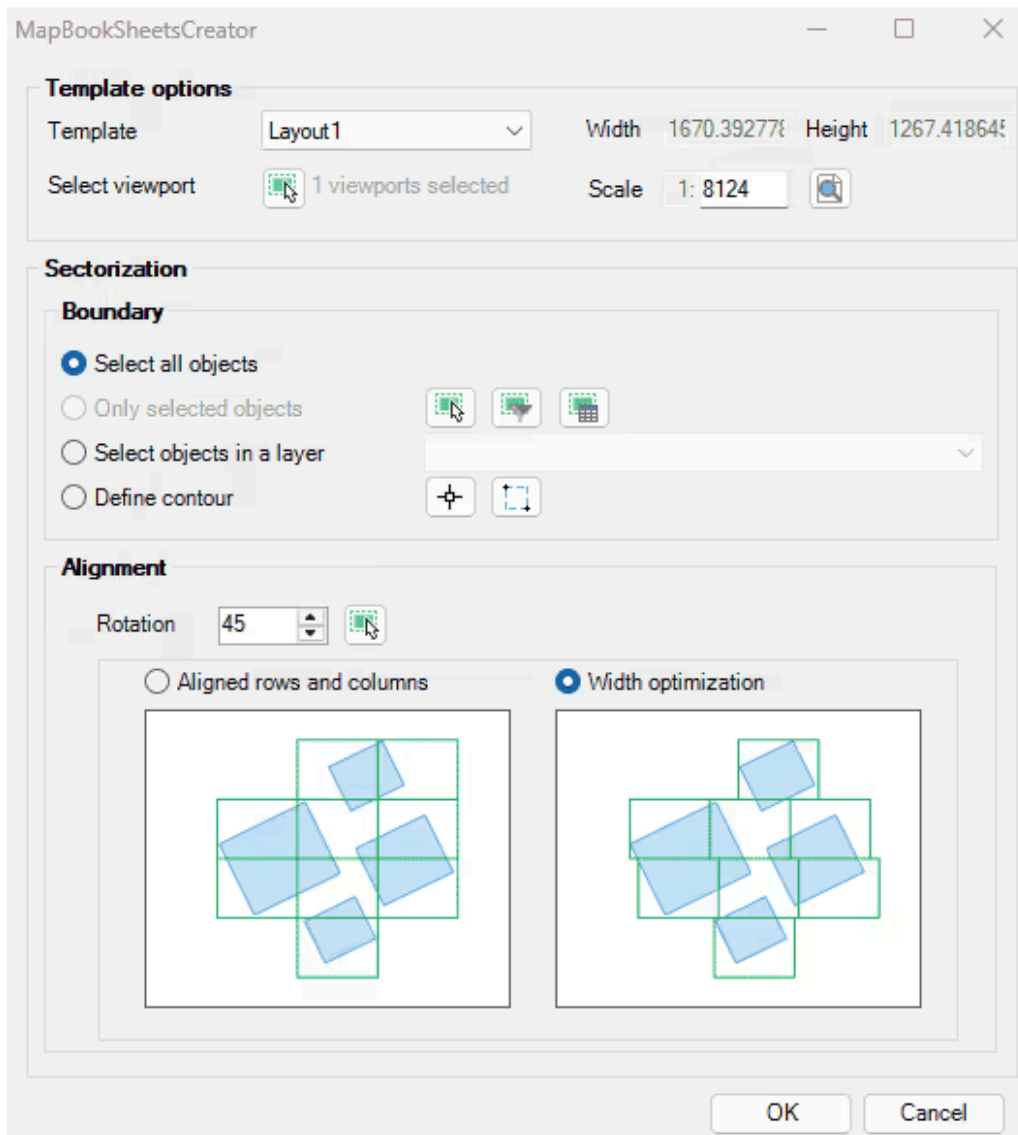 MapBookSheetsCreator
Template options
Template Layout1 Width 1670.392778 Height 1267.418645
Select viewport 1 viewports selected Scale 1: 8124
Sectorization
Boundary
Select all objects
Only selected objects
Select objects in a layer
Define contour
Alignment
Rotation 45
Aligned rows and columns Width optimization
OK Cancel